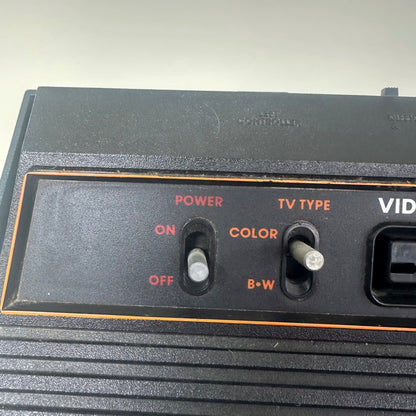 CONTROLLER
POWER
TV TYPE
VID
ON
COLOR
OFF
B•W